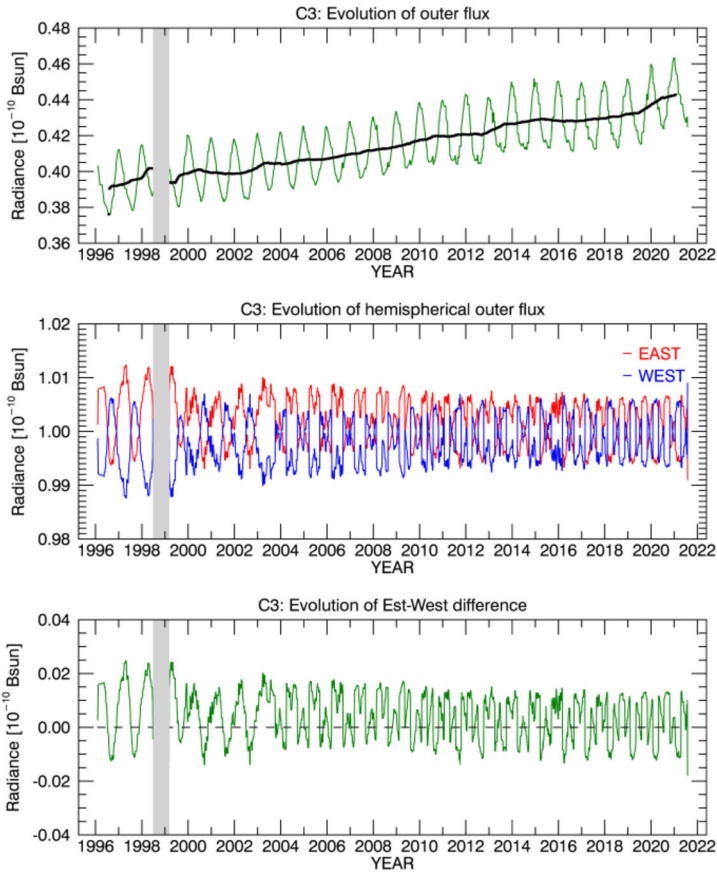 C3: Evolution of outer flux
Radiance [10⁻¹⁰ Bsun]
0.48
0.46
0.44
0.42
0.40
0.38
0.36
1996 1998 2000 2002 2004 2006 2008 2010 2012 2014 2016 2018 2020 2022
YEAR
C3: Evolution of hemispherical outer flux
Radiance [10⁻¹⁰ Bsun]
1.02
1.01
1.00
0.99
0.98
EAST
WEST
1996 1998 2000 2002 2004 2006 2008 2010 2012 2014 2016 2018 2020 2022
YEAR
C3: Evolution of Est-West difference
Radiance [10⁻¹⁰ Bsun]
0.04
0.02
0.00
-0.02
-0.04
1996 1998 2000 2002 2004 2006 2008 2010 2012 2014 2016 2018 2020 2022
YEAR